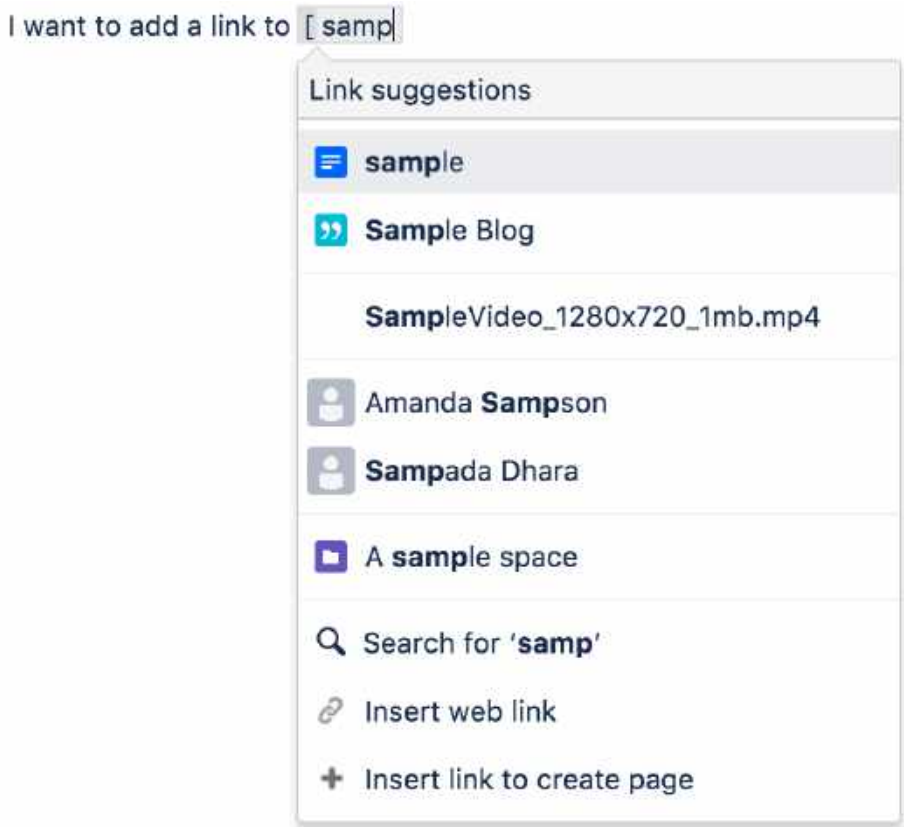 I want to add a link to [ samp
Link suggestions
sample
Sample Blog
SampleVideo_1280x720_1mb.mp4
Amanda Sampson
Sampada Dhara
A sample space
Search for ‘samp’
Insert web link
Insert link to create page